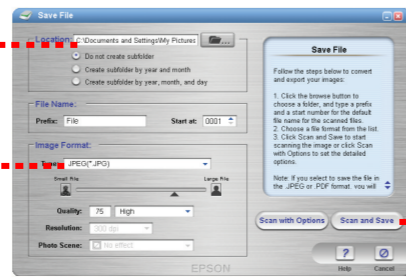 Save File
Location: C:\Documents and Settings\My Pictures
Do not create subfolder
Create subfolder by year and month
Create subfolder by year, month, and day
File Name:
Prefix: File Start at: 0001
Image Format:
Type: JPEG(*.JPG)
Small File Large File
Quality: 75 High
Resolution: 300 dpi
Photo Scene: No effect
EPSON
Save File
Follow the steps below to convert
and export your images:
1. Click the browse button to
choose a folder, and type a prefix
and a start number for the default
file name for the scanned files.
2. Choose a file format from the list.
3. Click Scan and Save to start
scanning the image or click Scan
with Options to set the detailed
options.
Note: If you select to save the file in
the JPEG or PDF format, you will
Scan with Options Scan and Save
Help Cancel